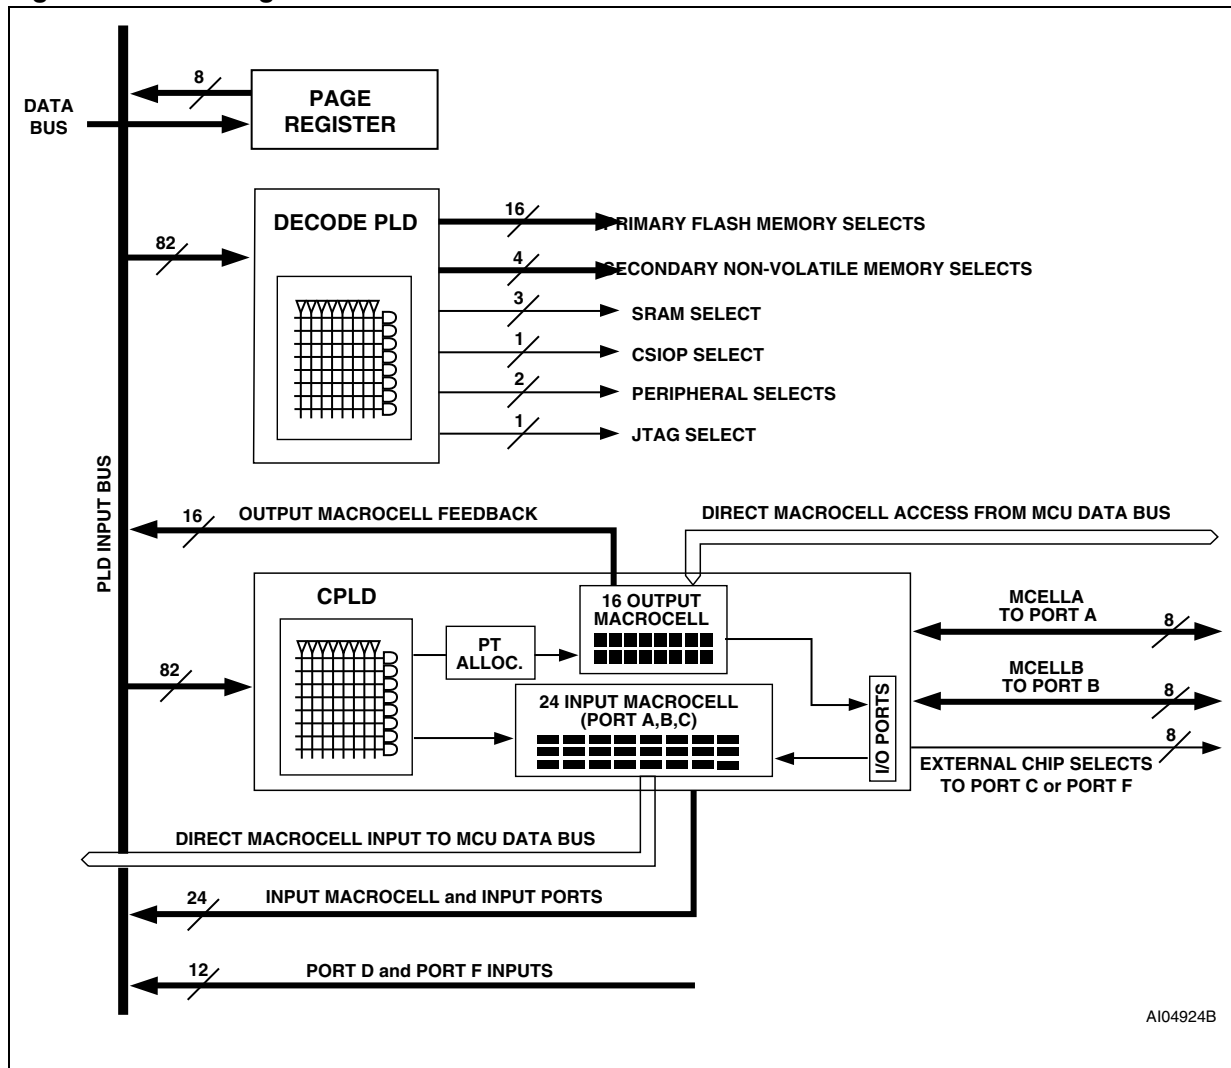 8
DATA
BUS
PAGE
REGISTER
DECODE PLD
82
16
PRIMARY FLASH MEMORY SELECTS
4
SECONDARY NON-VOLATILE MEMORY SELECTS
3
SRAM SELECT
1
CSIOP SELECT
2
PERIPHERAL SELECTS
1
JTAG SELECT
PLD INPUT BUS
16
OUTPUT MACROCELL FEEDBACK
DIRECT MACROCELL ACCESS FROM MCU DATA BUS
CPLD
82
PT
ALLOC.
16 OUTPUT
MACROCELL
24 INPUT MACROCELL
(PORT A,B,C)
I/O PORTS
MCELLA
TO PORT A
8
MCELLB
TO PORT B
8
8
EXTERNAL CHIP SELECTS
TO PORT C or PORT F
DIRECT MACROCELL INPUT TO MCU DATA BUS
24
INPUT MACROCELL and INPUT PORTS
12
PORT D and PORT F INPUTS
AI04924B